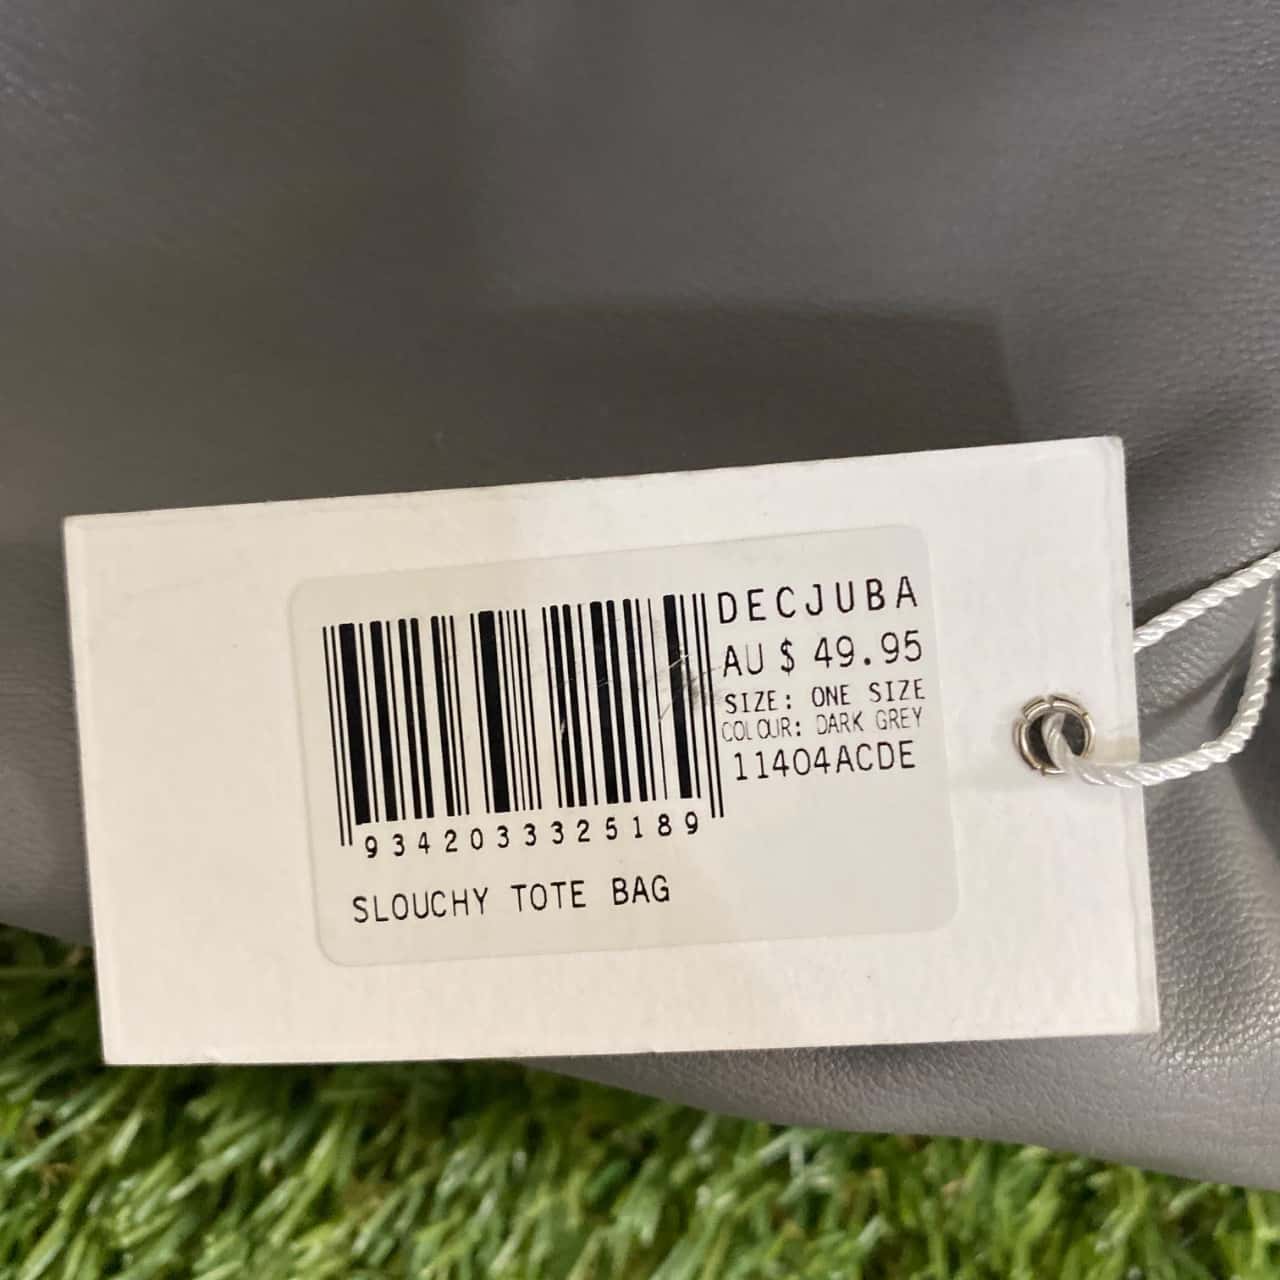 DECJUBA
AU $ 49.95
SIZE: ONE SIZE
COLOUR: DARK GREY
11404ACDE
9342033325189
SLOUCHY TOTE BAG